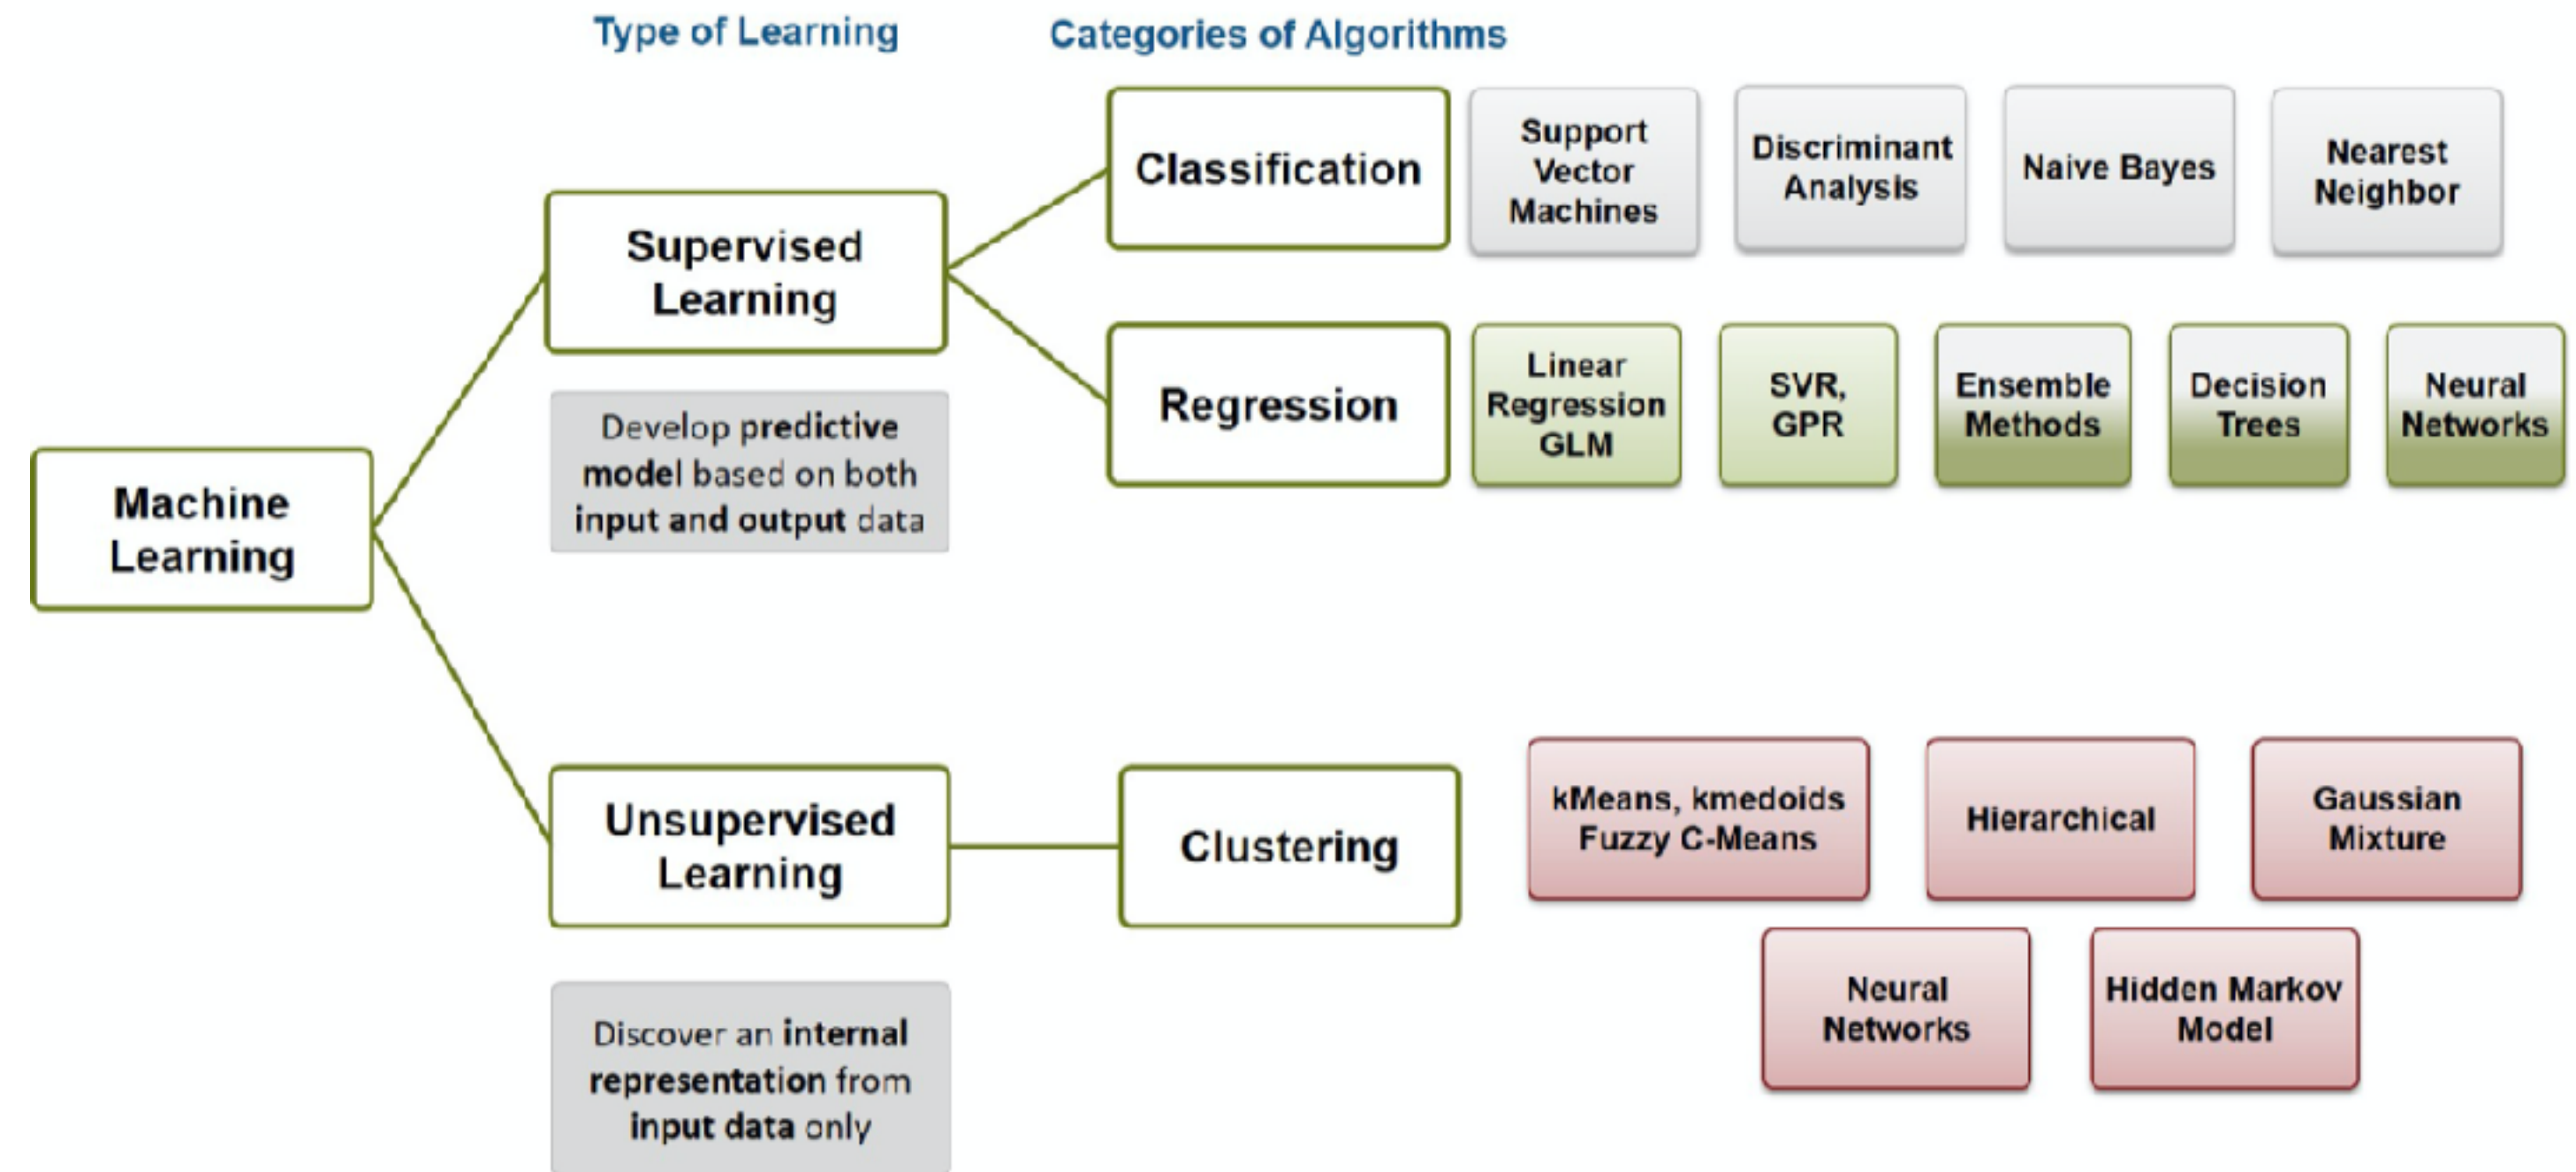 Type of Learning
Categories of Algorithms
Classification
Support
Vector
Machines
Discriminant
Analysis
Naive Bayes
Nearest
Neighbor
Supervised
Learning
Regression
Linear
Regression
GLM
SVR,
GPR
Ensemble
Methods
Decision
Trees
Neural
Networks
Develop predictive
model based on both
input and output data
Machine
Learning
Unsupervised
Learning
Clustering
kMeans, kmedoids
Fuzzy C-Means
Hierarchical
Gaussian
Mixture
Neural
Networks
Hidden Markov
Model
Discover an internal
representation from
input data only